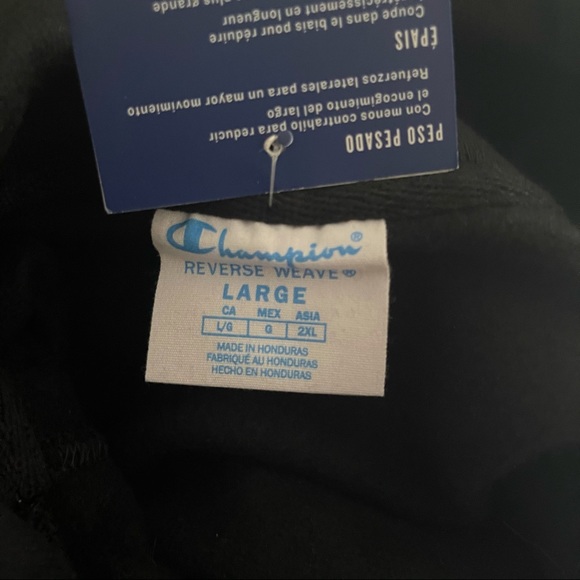 PESO PESADO
Con menos contrahilo para reducir
el encogimiento del largo
Refuerzos laterales para un mayor movimiento
ÉPAIS
Coupe dans le biais pour réduire
rétrécissement en longueur
plus grande
Champion®
REVERSE WEAVE®
LARGE
CA MEX ASIA
L/G G 2XL
MADE IN HONDURAS
FABRIQUÉ AU HONDURAS
HECHO EN HONDURAS